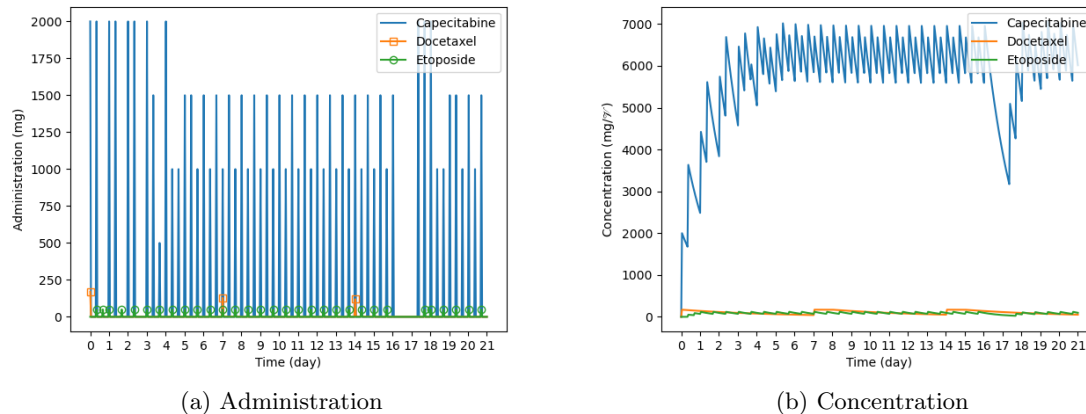 2000
1750
1500
1250
1000
750
500
250
0
Administration (mg)
0 1 2 3 4 5 6 7 8 9 10 11 12 13 14 15 16 17 18 19 20 21
Time (day)
Capecitabine
Docetaxel
Etoposide
(a) Administration
7000
6000
5000
4000
3000
2000
1000
0
Concentration (mg/𝒱)
0 1 2 3 4 5 6 7 8 9 10 11 12 13 14 15 16 17 18 19 20 21
Time (day)
Capecitabine
Docetaxel
Etoposide
(b) Concentration